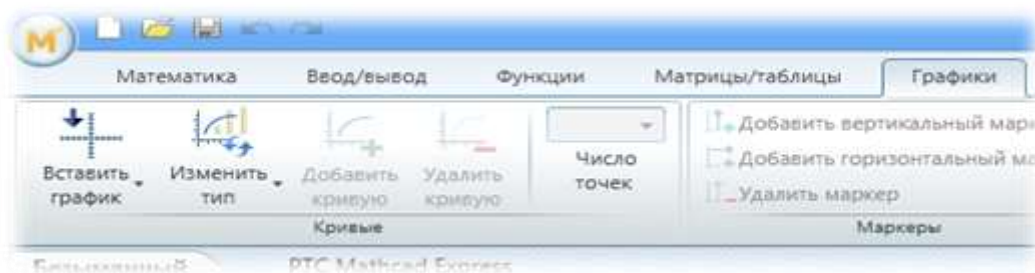 M
Математика Ввод/вывод Функции Матрицы/таблицы Графики
Вставить график
Изменить тип
Добавить кривую
Удалить кривую
Число точек
Добавить вертикальный мар
Добавить горизонтальный м
Удалить маркер
Кривые Маркеры
Безымянный PTC Mathcad Express